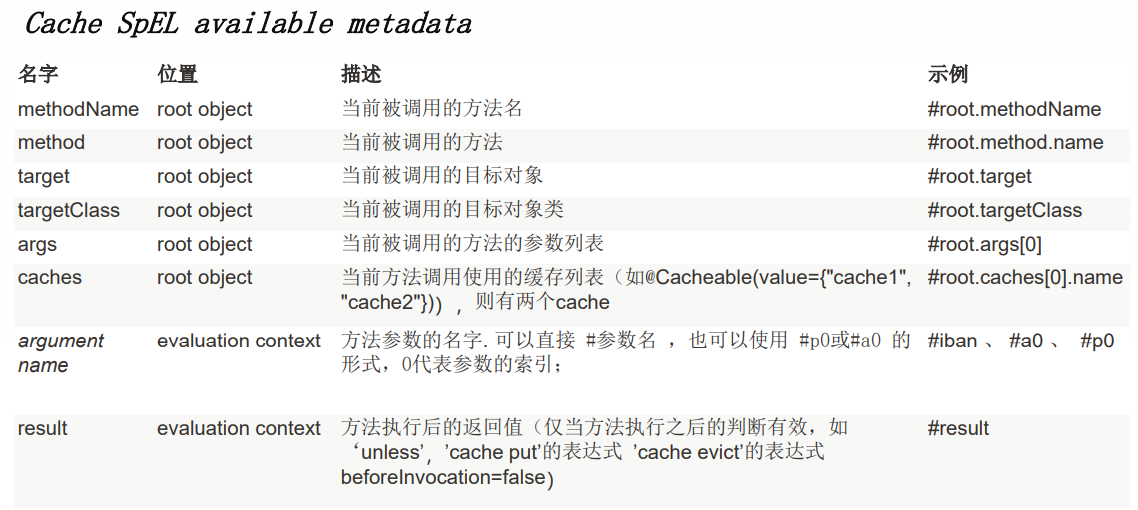 Cache SpEL available metadata
名字 位置 描述 示例
methodName root object 当前被调用的方法名 #root.methodName
method root object 当前被调用的方法 #root.method.name
target root object 当前被调用的目标对象 #root.target
targetClass root object 当前被调用的目标对象类 #root.targetClass
args root object 当前被调用的方法的参数列表 #root.args[0]
caches root object 当前方法调用使用的缓存列表（如@Cacheable(value={"cache1", #root.caches[0].name
"cache2"})）, 则有两个cache
argument evaluation context 方法参数的名字. 可以直接 #参数名 ，也可以使用 #p0或#a0 的 #iban 、 #a0 、 #p0
name 形式，0代表参数的索引；
result evaluation context 方法执行后的返回值（仅当方法执行之后的判断有效，如 #result
‘unless’，’cache put’的表达式 ’cache evict’的表达式
beforeInvocation=false）